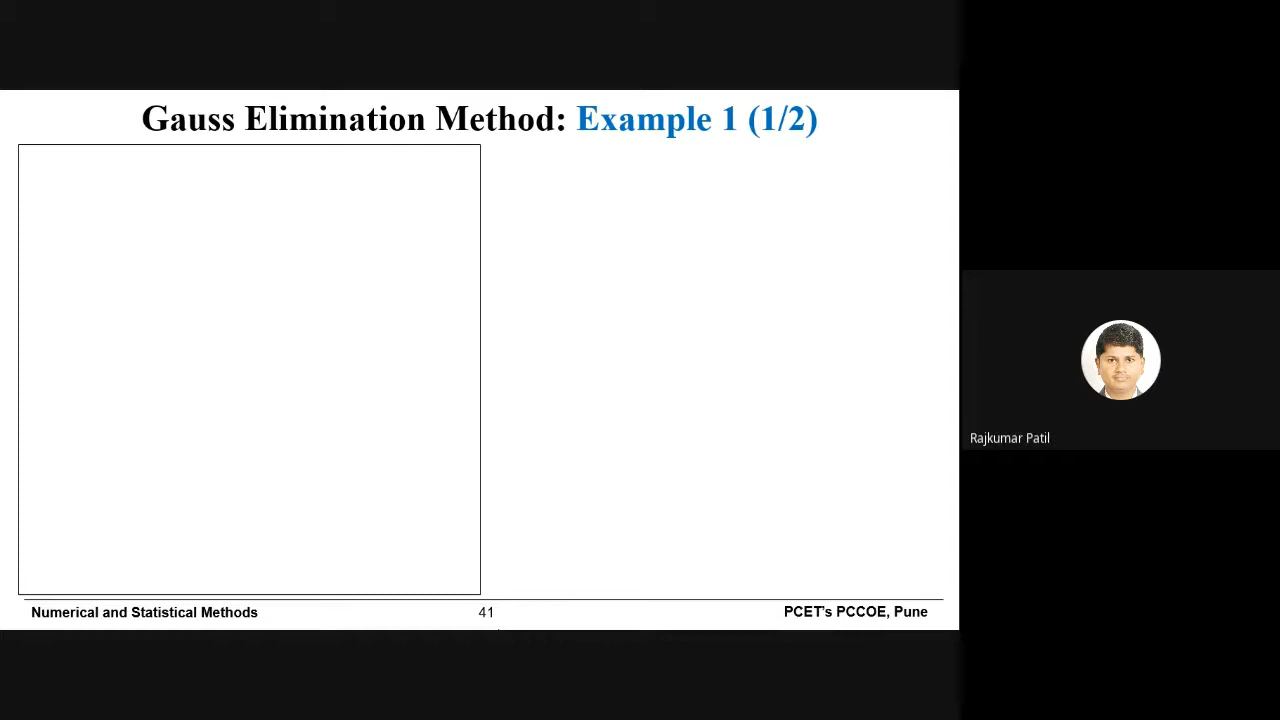 Gauss Elimination Method: Example 1 (1/2)
Rajkumar Patil
Numerical and Statistical Methods
41
PCET's PCCOE, Pune